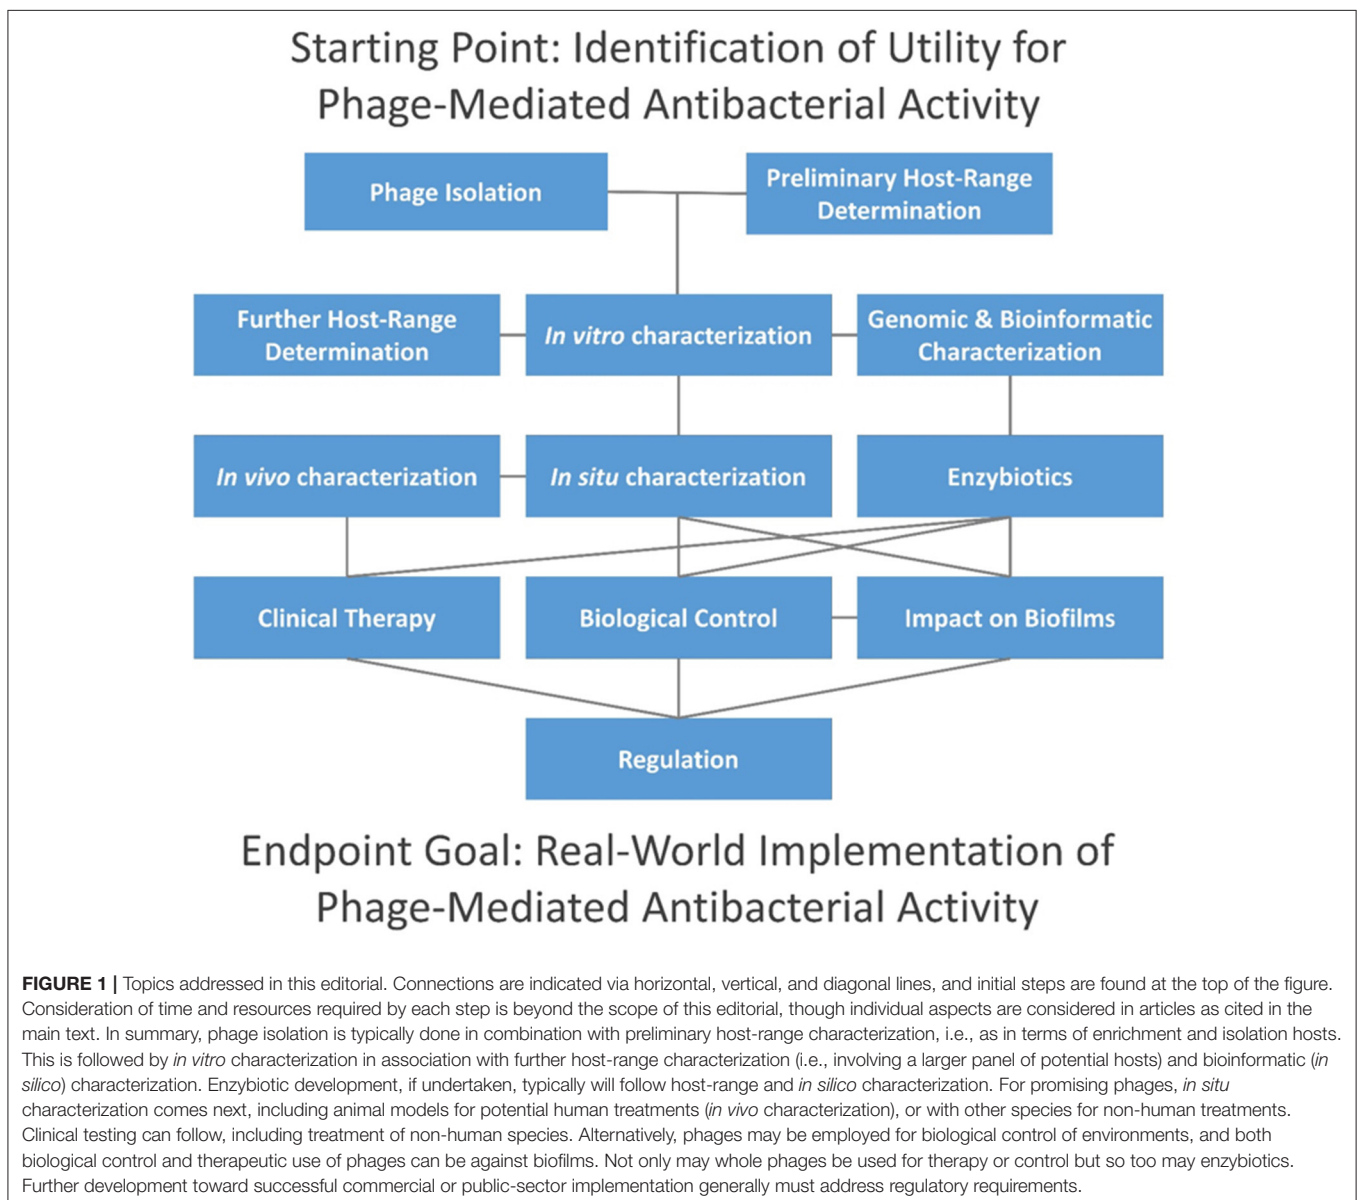 Starting Point: Identification of Utility for
Phage-Mediated Antibacterial Activity
Phage Isolation
Preliminary Host-Range
Determination
Further Host-Range
Determination
In vitro characterization
Genomic & Bioinformatic
Characterization
In vivo characterization
In situ characterization
Enzybiotics
Clinical Therapy
Biological Control
Impact on Biofilms
Regulation
Endpoint Goal: Real-World Implementation of
Phage-Mediated Antibacterial Activity
FIGURE 1 | Topics addressed in this editorial. Connections are indicated via horizontal, vertical, and diagonal lines, and initial steps are found at the top of the figure.
Consideration of time and resources required by each step is beyond the scope of this editorial, though individual aspects are considered in articles as cited in the
main text. In summary, phage isolation is typically done in combination with preliminary host-range characterization, i.e., as in terms of enrichment and isolation hosts.
This is followed by in vitro characterization in association with further host-range characterization (i.e., involving a larger panel of potential hosts) and bioinformatic (in
silico) characterization. Enzybiotic development, if undertaken, typically will follow host-range and in silico characterization. For promising phages, in situ
characterization comes next, including animal models for potential human treatments (in vivo characterization), or with other species for non-human treatments.
Clinical testing can follow, including treatment of non-human species. Alternatively, phages may be employed for biological control of environments, and both
biological control and therapeutic use of phages can be against biofilms. Not only may whole phages be used for therapy or control but so too may enzybiotics.
Further development toward successful commercial or public-sector implementation generally must address regulatory requirements.